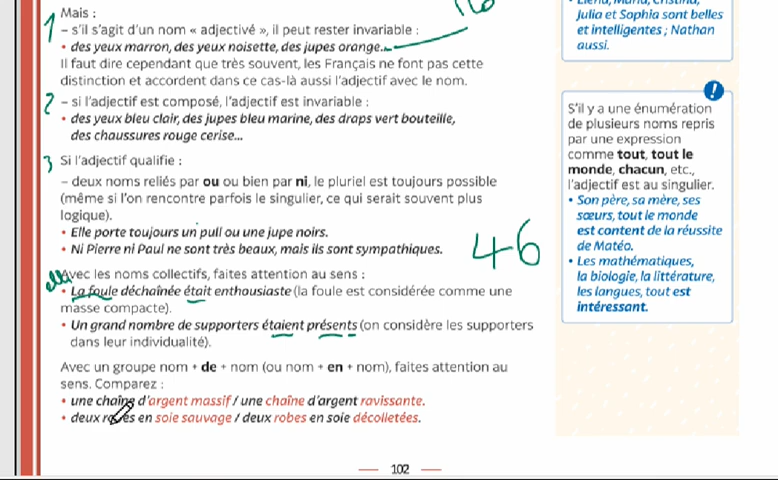 Mais :
1 – s'il s'agit d'un nom « adjectivé », il peut rester invariable :
• des yeux marron, des yeux noisette, des jupes orange...
Il faut dire cependant que très souvent, les Français ne font pas cette
distinction et accordent dans ce cas-là aussi l'adjectif avec le nom.
2 – si l'adjectif est composé, l'adjectif est invariable :
• des yeux bleu clair, des jupes bleu marine, des draps vert bouteille,
des chaussures rouge cerise...
3 Si l'adjectif qualifie :
– deux noms reliés par ou ou bien par ni, le pluriel est toujours possible
(même si l'on rencontre parfois le singulier, ce qui serait souvent plus
logique).
• Elle porte toujours un pull ou une jupe noirs.
• Ni Pierre ni Paul ne sont très beaux, mais ils sont sympathiques.
46
Avec les noms collectifs, faites attention au sens :
• La foule déchaînée était enthousiaste (la foule est considérée comme une
masse compacte).
• Un grand nombre de supporters étaient présents (on considère les supporters
dans leur individualité).
Avec un groupe nom + de + nom (ou nom + en + nom), faites attention au
sens. Comparez :
• une chaîne d'argent massif / une chaîne d'argent ravissante.
• deux robes en soie sauvage / deux robes en soie décolletées.
Julia et Sophia sont belles
et intelligentes ; Nathan
aussi.
!
S'il y a une énumération
de plusieurs noms repris
par une expression
comme tout, tout le
monde, chacun, etc.,
l'adjectif est au singulier.
• Son père, sa mère, ses
sœurs, tout le monde
est content de la réussite
de Matéo.
• Les mathématiques,
la biologie, la littérature,
les langues, tout est
intéressant.
102